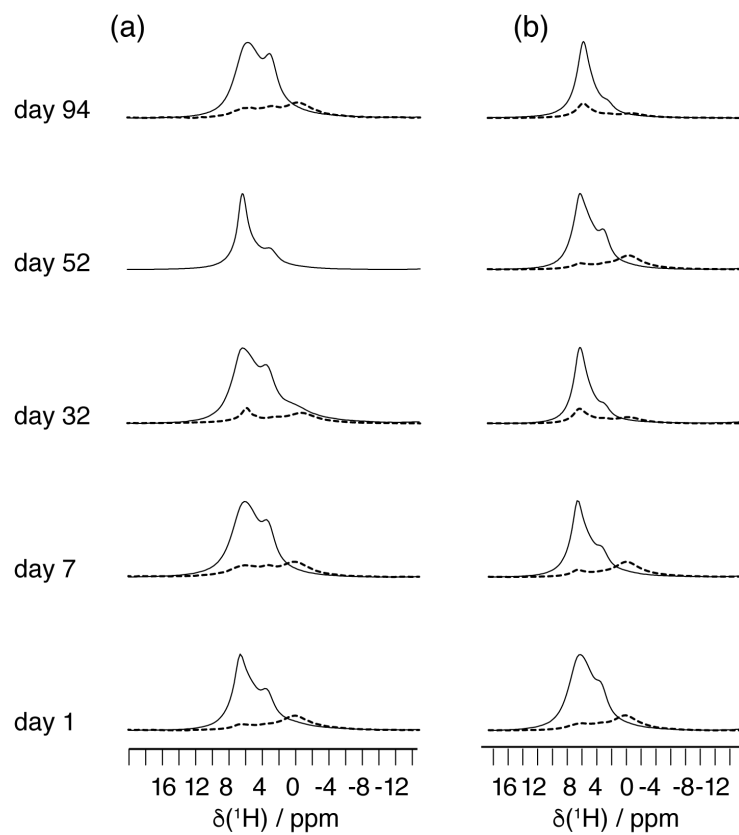 (a) (b)
day 94
day 52
day 32
day 7
day 1
16 12 8 4 0 -4 -8 -12 16 12 8 4 0 -4 -8 -12
δ(¹H) / ppm δ(¹H) / ppm